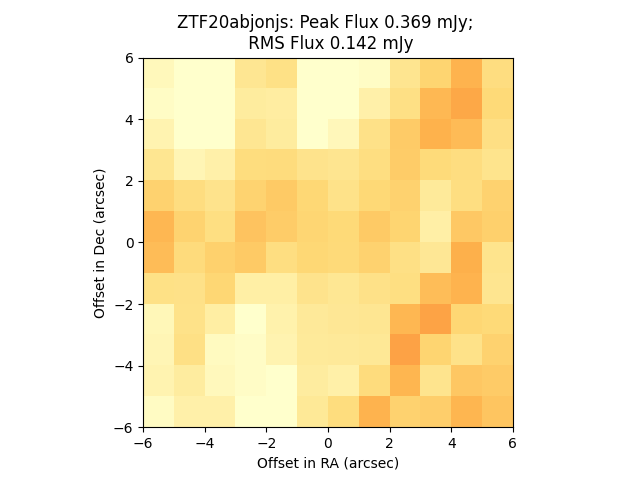 ZTF20abjonjs: Peak Flux 0.369 mJy;
RMS Flux 0.142 mJy
6
4
2
0
−2
−4
−6
Offset in Dec (arcsec)
−6 −4 −2 0 2 4 6
Offset in RA (arcsec)